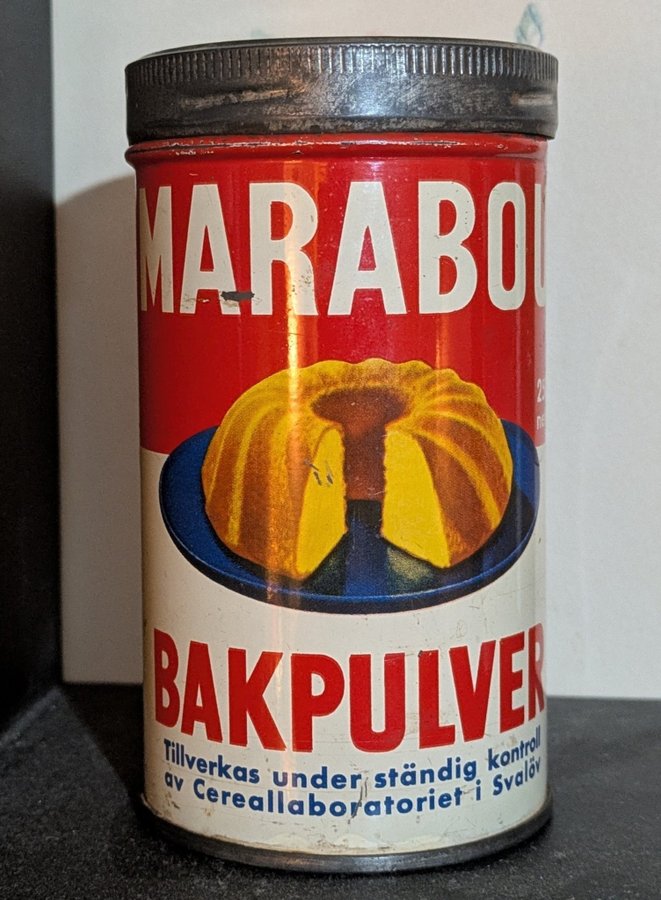 MARABOU
BAKPULVER
Tillverkas under ständig kontroll
av Cereallaboratoriet i Svalöv